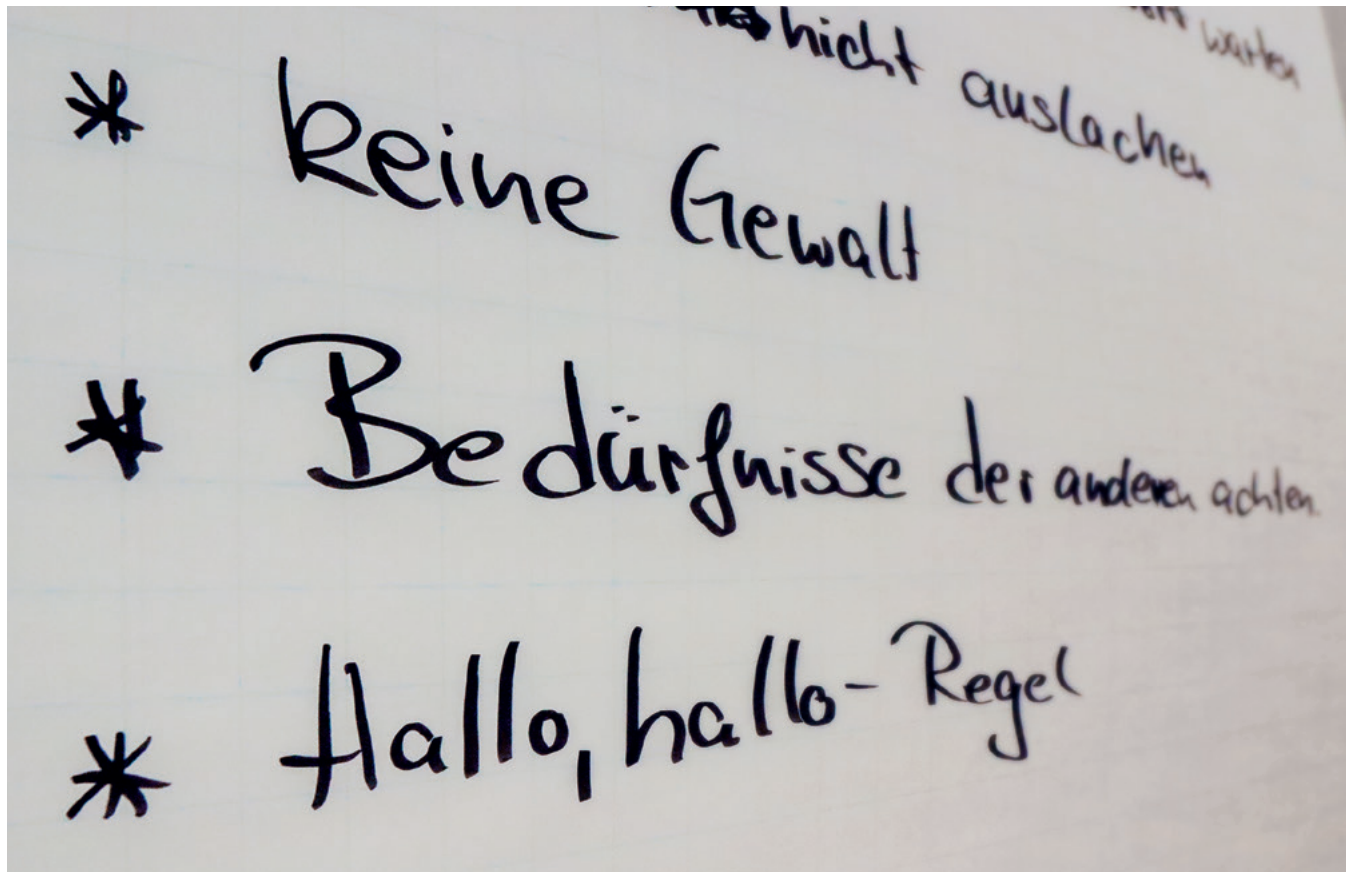 warten
nicht auslachen
* keine Gewalt
* Bedürfnisse der anderen achten
* Hallo, hallo-Regel